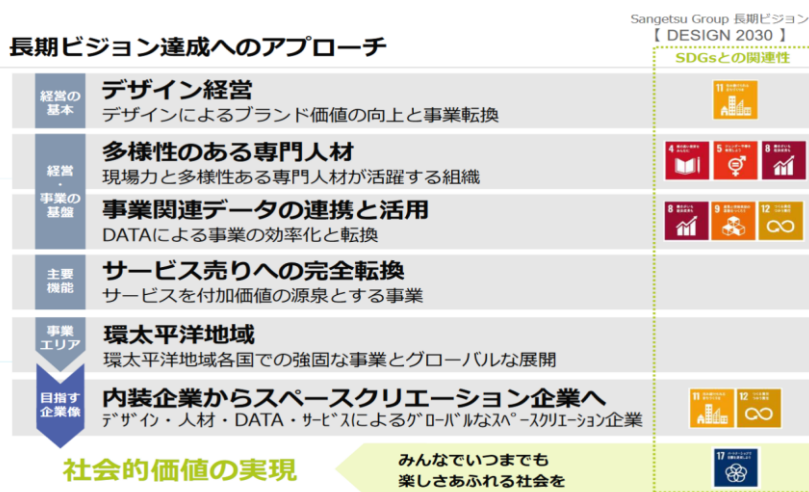 Sangetsu Group 長期ビジョン
【 DESIGN 2030 】
長期ビジョン達成へのアプローチ
SDGsとの関連性
経営の
基本
デザイン経営
デザインによるブランド価値の向上と事業転換
11
経営
・
事業の
基盤
多様性のある専門人材
現場力と多様性ある専門人材が活躍する組織
4
5
8
事業関連データの連携と活用
DATAによる事業の効率化と転換
8
9
12
主要
機能
サービス売りへの完全転換
サービスを付加価値の源泉とする事業
事業
エリア
環太平洋地域
環太平洋地域各国での強固な事業とグローバルな展開
目指す
企業像
内装企業からスペースクリエーション企業へ
ﾃﾞｻﾞｲﾝ・人材・DATA・ｻｰﾋﾞｽによるｸﾞﾛｰﾊﾞﾙなｽﾍﾟｰｽｸﾘｴｰｼｮﾝ企業
11
12
社会的価値の実現
みんなでいつまでも
楽しさあふれる社会を
17